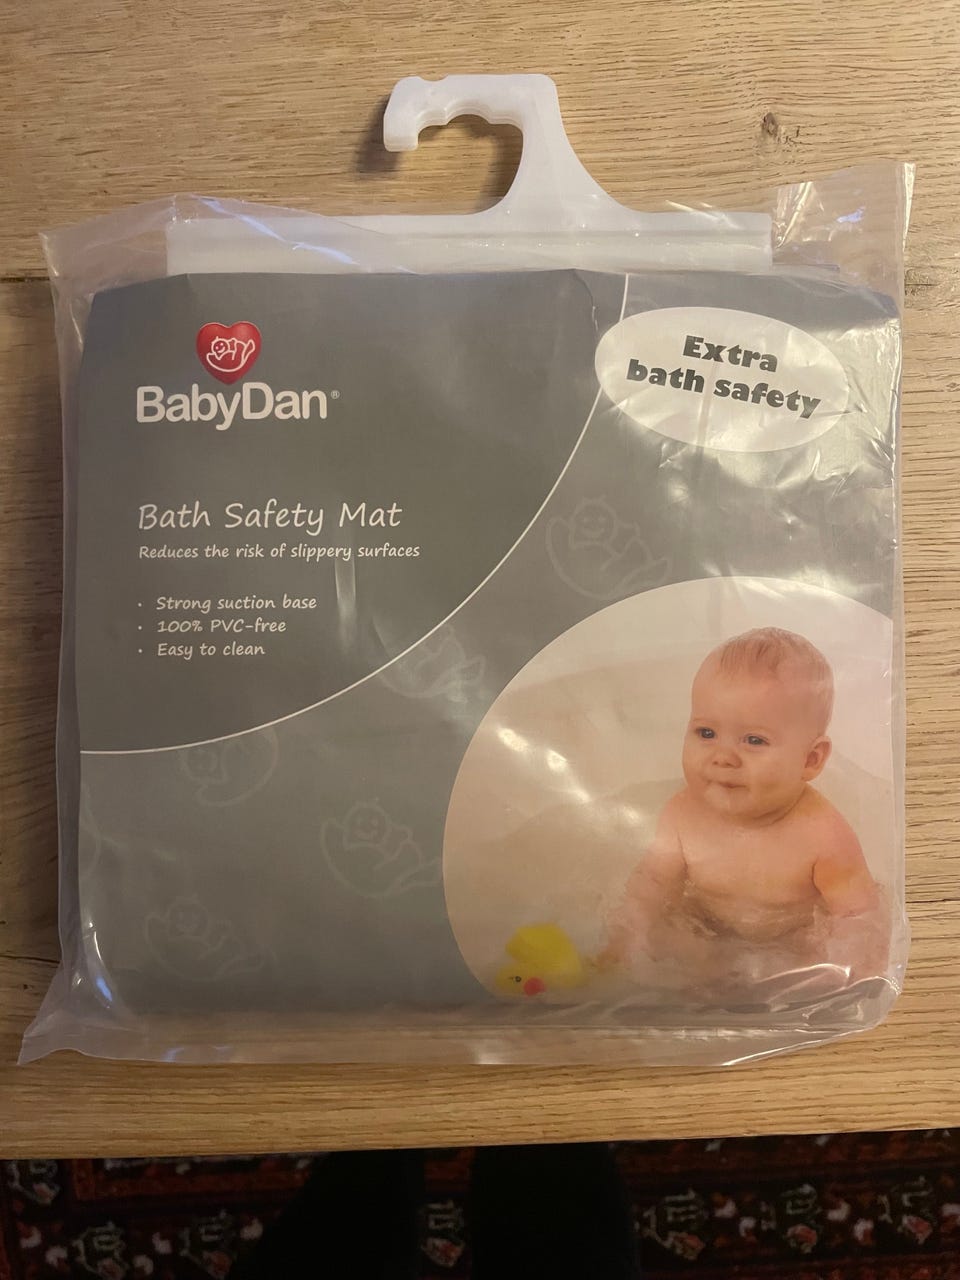 BabyDan®
Extra
bath safety
Bath Safety Mat
Reduces the risk of slippery surfaces
· Strong suction base
· 100% PVC-free
· Easy to clean